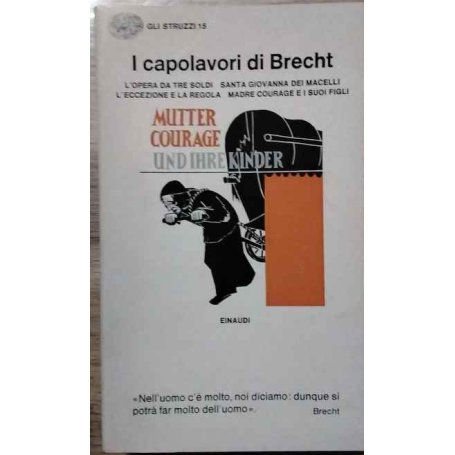 GLI STRUZZI 15
I capolavori di Brecht
L'OPERA DA TRE SOLDI SANTA GIOVANNA DEI MACELLI
L'ECCEZIONE E LA REGOLA MADRE COURAGE E I SUOI FIGLI
MUTTER
COURAGE
UND IHRE KINDER
EINAUDI
«Nell'uomo c'è molto, noi diciamo: dunque si
potrà far molto dell'uomo».
Brecht